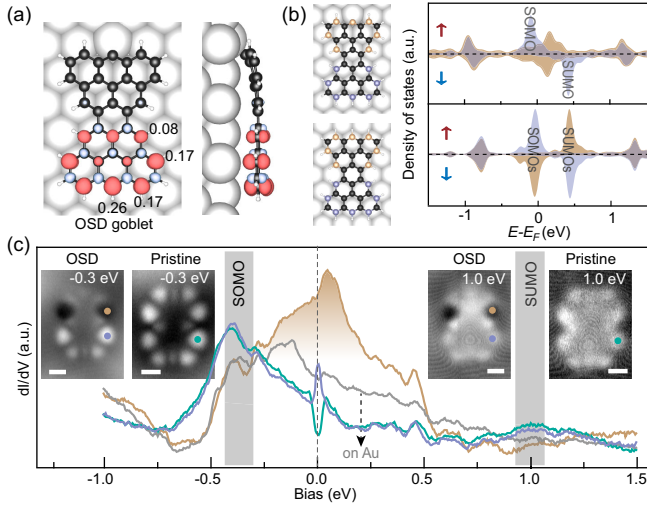 (a)
0.08
0.17
0.26 0.17
OSD goblet
(b)
Density of states (a.u.)
SOMO
SUMO
SOMOs
SUMOs
-1 0 1
E-E_F (eV)
(c)
OSD
-0.3 eV
Pristine
-0.3 eV
SOMO
OSD
1.0 eV
SUMO
Pristine
1.0 eV
dI/dV (a.u.)
on Au
-1.0 -0.5 0.0 0.5 1.0 1.5
Bias (eV)